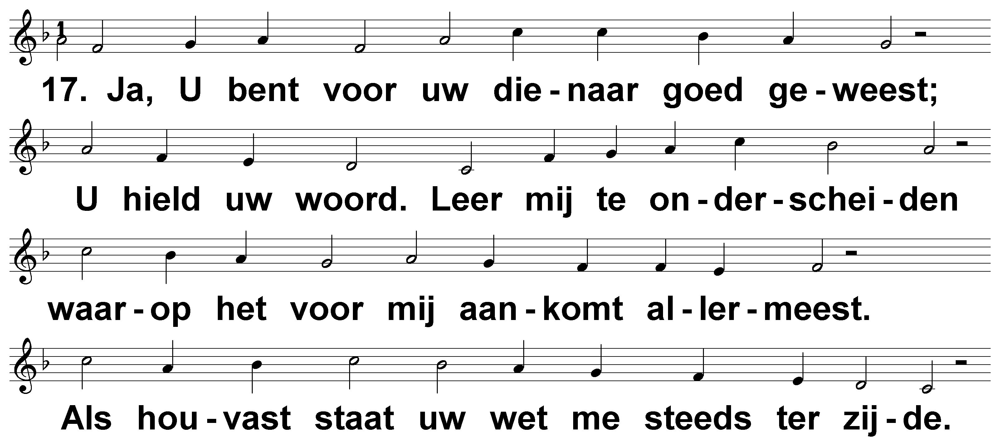 1
17. Ja, U bent voor uw die-naar goed ge-weest;
U hield uw woord. Leer mij te on-der-schei-den
waar-op het voor mij aan-komt al-ler-meest.
Als hou-vast staat uw wet me steeds ter zij-de.